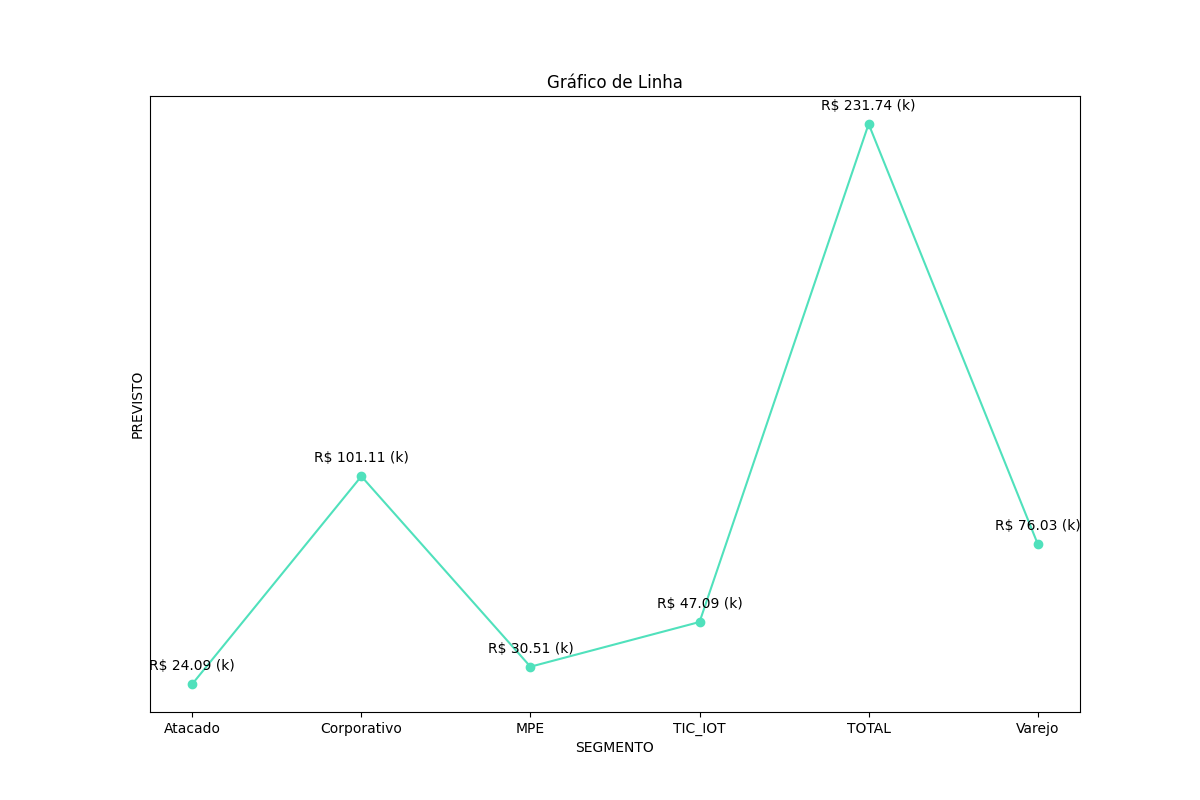 Gráfico de Linha
R$ 231.74 (k)
R$ 101.11 (k)
R$ 76.03 (k)
R$ 47.09 (k)
R$ 30.51 (k)
R$ 24.09 (k)
PREVISTO
Atacado
Corporativo
MPE
TIC_IOT
TOTAL
Varejo
SEGMENTO